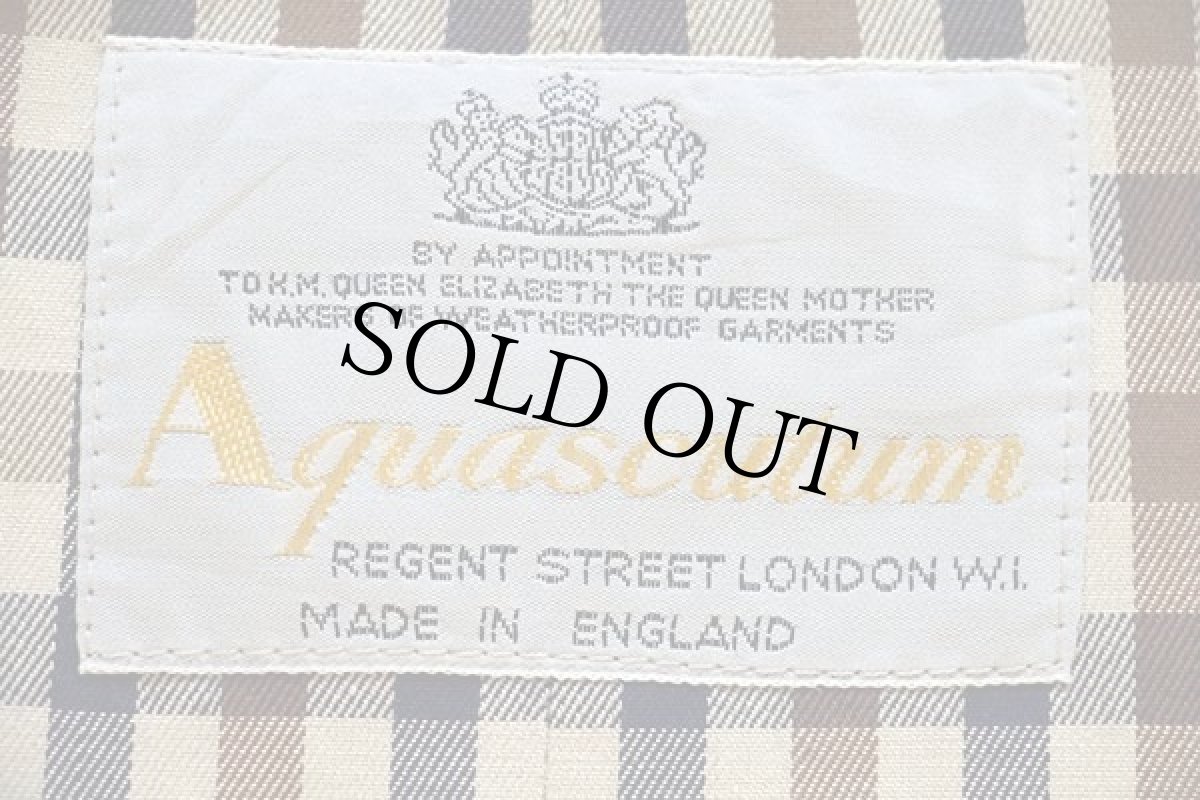 BY APPOINTMENT
TO H.M. QUEEN ELIZABETH THE QUEEN MOTHER
MAKERS OF WEATHERPROOF GARMENTS
SOLD OUT
Aquascutum
REGENT STREET LONDON W.I.
MADE IN ENGLAND